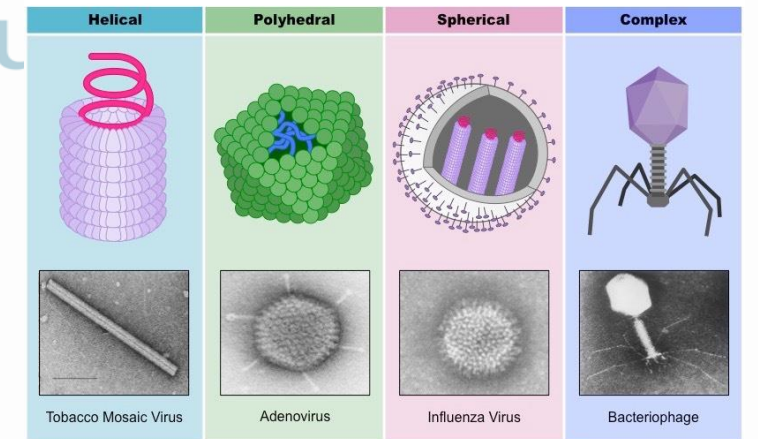 Helical
Polyhedral
Spherical
Complex
Tobacco Mosaic Virus
Adenovirus
Influenza Virus
Bacteriophage